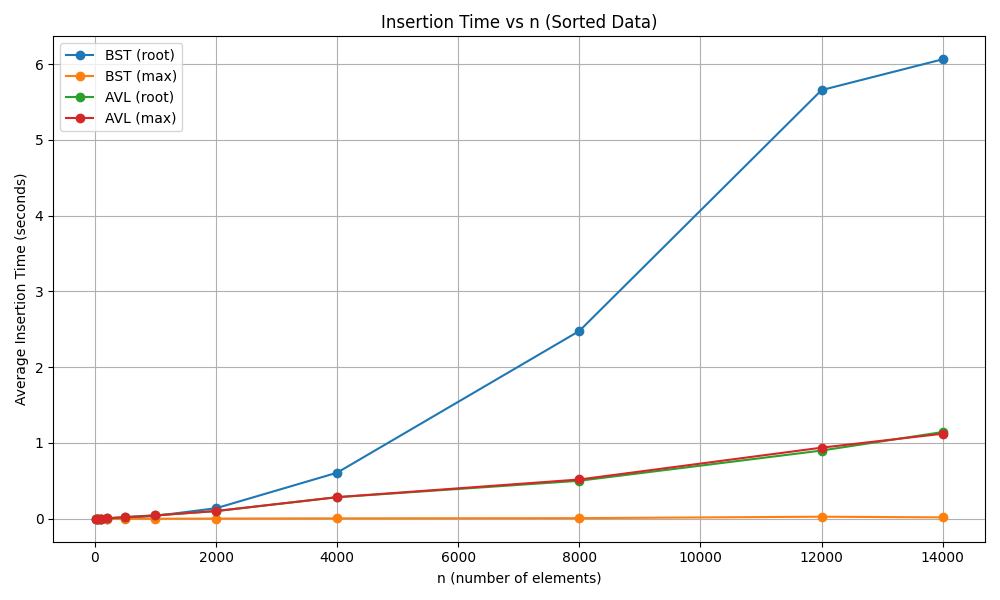 Insertion Time vs n (Sorted Data)
BST (root)
BST (max)
AVL (root)
AVL (max)
Average Insertion Time (seconds)
6
5
4
3
2
1
0
0 2000 4000 6000 8000 10000 12000 14000
n (number of elements)